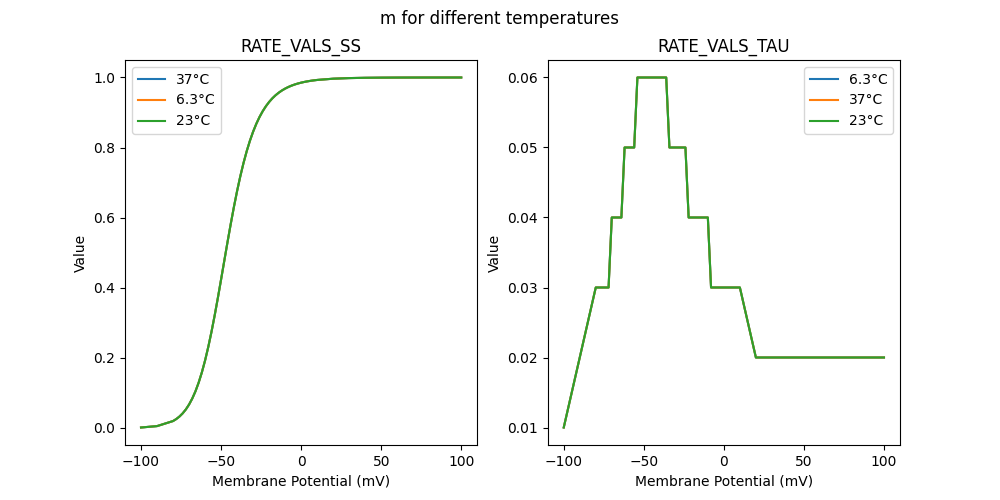 m for different temperatures
RATE_VALS_SS
37°C
6.3°C
23°C
Value
1.0
0.8
0.6
0.4
0.2
0.0
−100
−50
0
50
100
Membrane Potential (mV)
RATE_VALS_TAU
6.3°C
37°C
23°C
Value
0.06
0.05
0.04
0.03
0.02
0.01
−100
−50
0
50
100
Membrane Potential (mV)